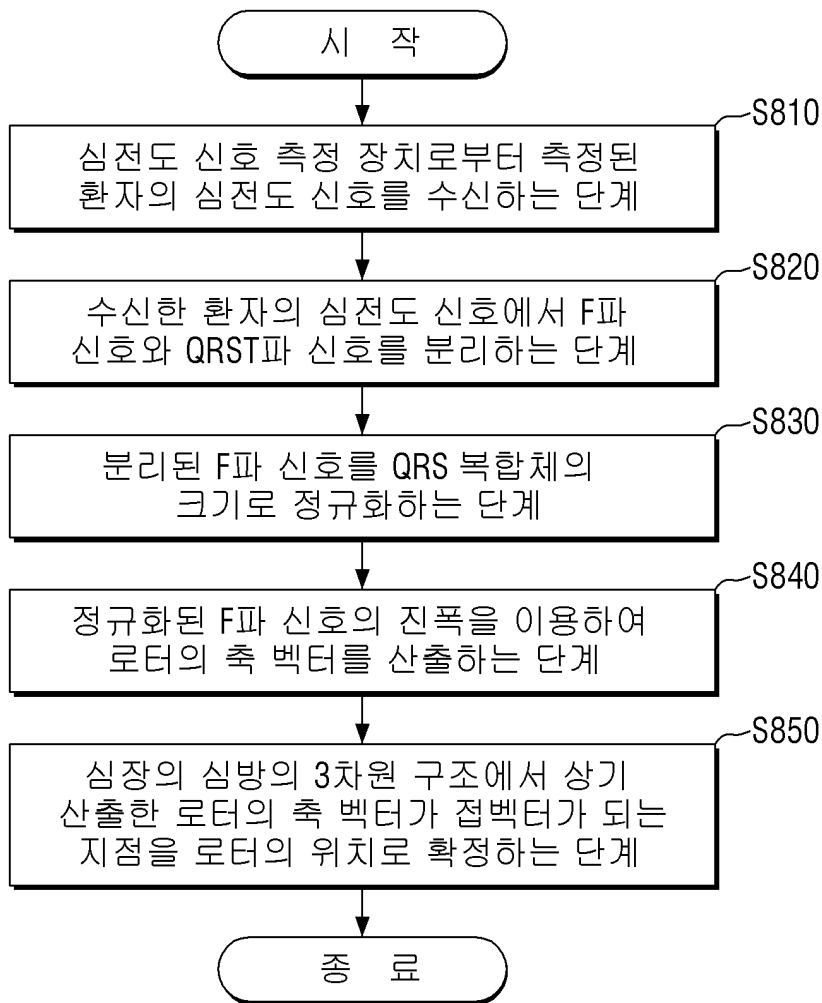 시 작
S810
심전도 신호 측정 장치로부터 측정된
환자의 심전도 신호를 수신하는 단계
S820
수신한 환자의 심전도 신호에서 F파
신호와 QRST파 신호를 분리하는 단계
S830
분리된 F파 신호를 QRS 복합체의
크기로 정규화하는 단계
S840
정규화된 F파 신호의 진폭을 이용하여
로터의 축 벡터를 산출하는 단계
S850
심장의 심방의 3차원 구조에서 상기
산출한 로터의 축 벡터가 접벡터가 되는
지점을 로터의 위치로 확정하는 단계
종 료